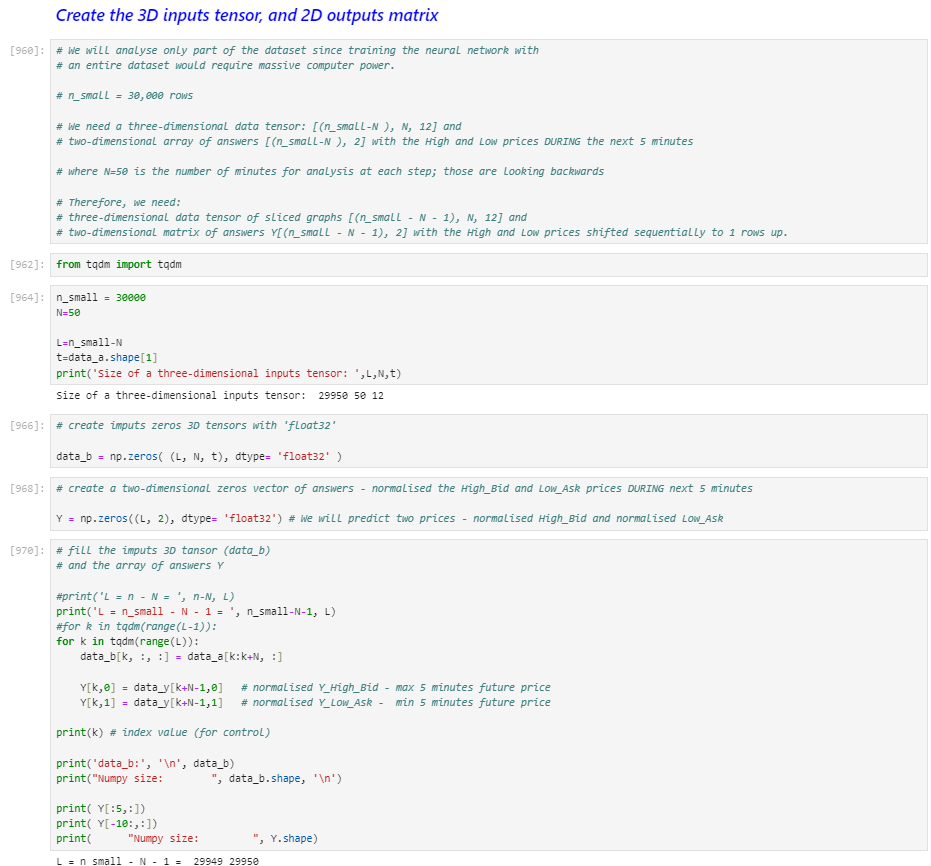 Create the 3D inputs tensor, and 2D outputs matrix
[960]: # We will analyse only part of the dataset since training the neural network with
# an entire dataset would require massive computer power.
# n_small = 30,000 rows
# We need a three-dimensional data tensor: [(n_small-N ), N, 12] and
# two-dimensional array of answers [(n_small-N ), 2] with the High and Low prices DURING the next 5 minutes
# where N=50 is the number of minutes for analysis at each step; those are looking backwards
# Therefore, we need:
# three-dimensional data tensor of sliced graphs [(n_small - N - 1), N, 12] and
# two-dimensional matrix of answers Y[(n_small - N - 1), 2] with the High and Low prices shifted sequentially to 1 rows up.
[962]: from tqdm import tqdm
[964]: n_small = 30000
N=50
L=n_small-N
t=data_a.shape[1]
print('Size of a three-dimensional inputs tensor: ',L,N,t)
Size of a three-dimensional inputs tensor:  29950 50 12
[966]: # create imputs zeros 3D tensors with 'float32'
data_b = np.zeros( (L, N, t), dtype= 'float32' )
[968]: # create a two-dimensional zeros vector of answers - normalised the High_Bid and Low_Ask prices DURING next 5 minutes
Y = np.zeros((L, 2), dtype= 'float32') # We will predict two prices - normalised High_Bid and normalised Low_Ask
[970]: # fill the imputs 3D tansor (data_b)
# and the array of answers Y
#print('L = n - N = ', n-N, L)
print('L = n_small - N - 1 = ', n_small-N-1, L)
#for k in tqdm(range(L-1)):
for k in tqdm(range(L)):
    data_b[k, :, :] = data_a[k:k+N, :]
    Y[k,0] = data_y[k+N-1,0]   # normalised Y_High_Bid - max 5 minutes future price
    Y[k,1] = data_y[k+N-1,1]   # normalised Y_Low_Ask -  min 5 minutes future price
print(k) # index value (for control)
print('data_b:', '\n', data_b)
print("Numpy size:        ", data_b.shape, '\n')
print( Y[:5,:])
print( Y[-10:,:])
print(      "Numpy size:         ", Y.shape)
L = n_small - N - 1 =  29949 29950